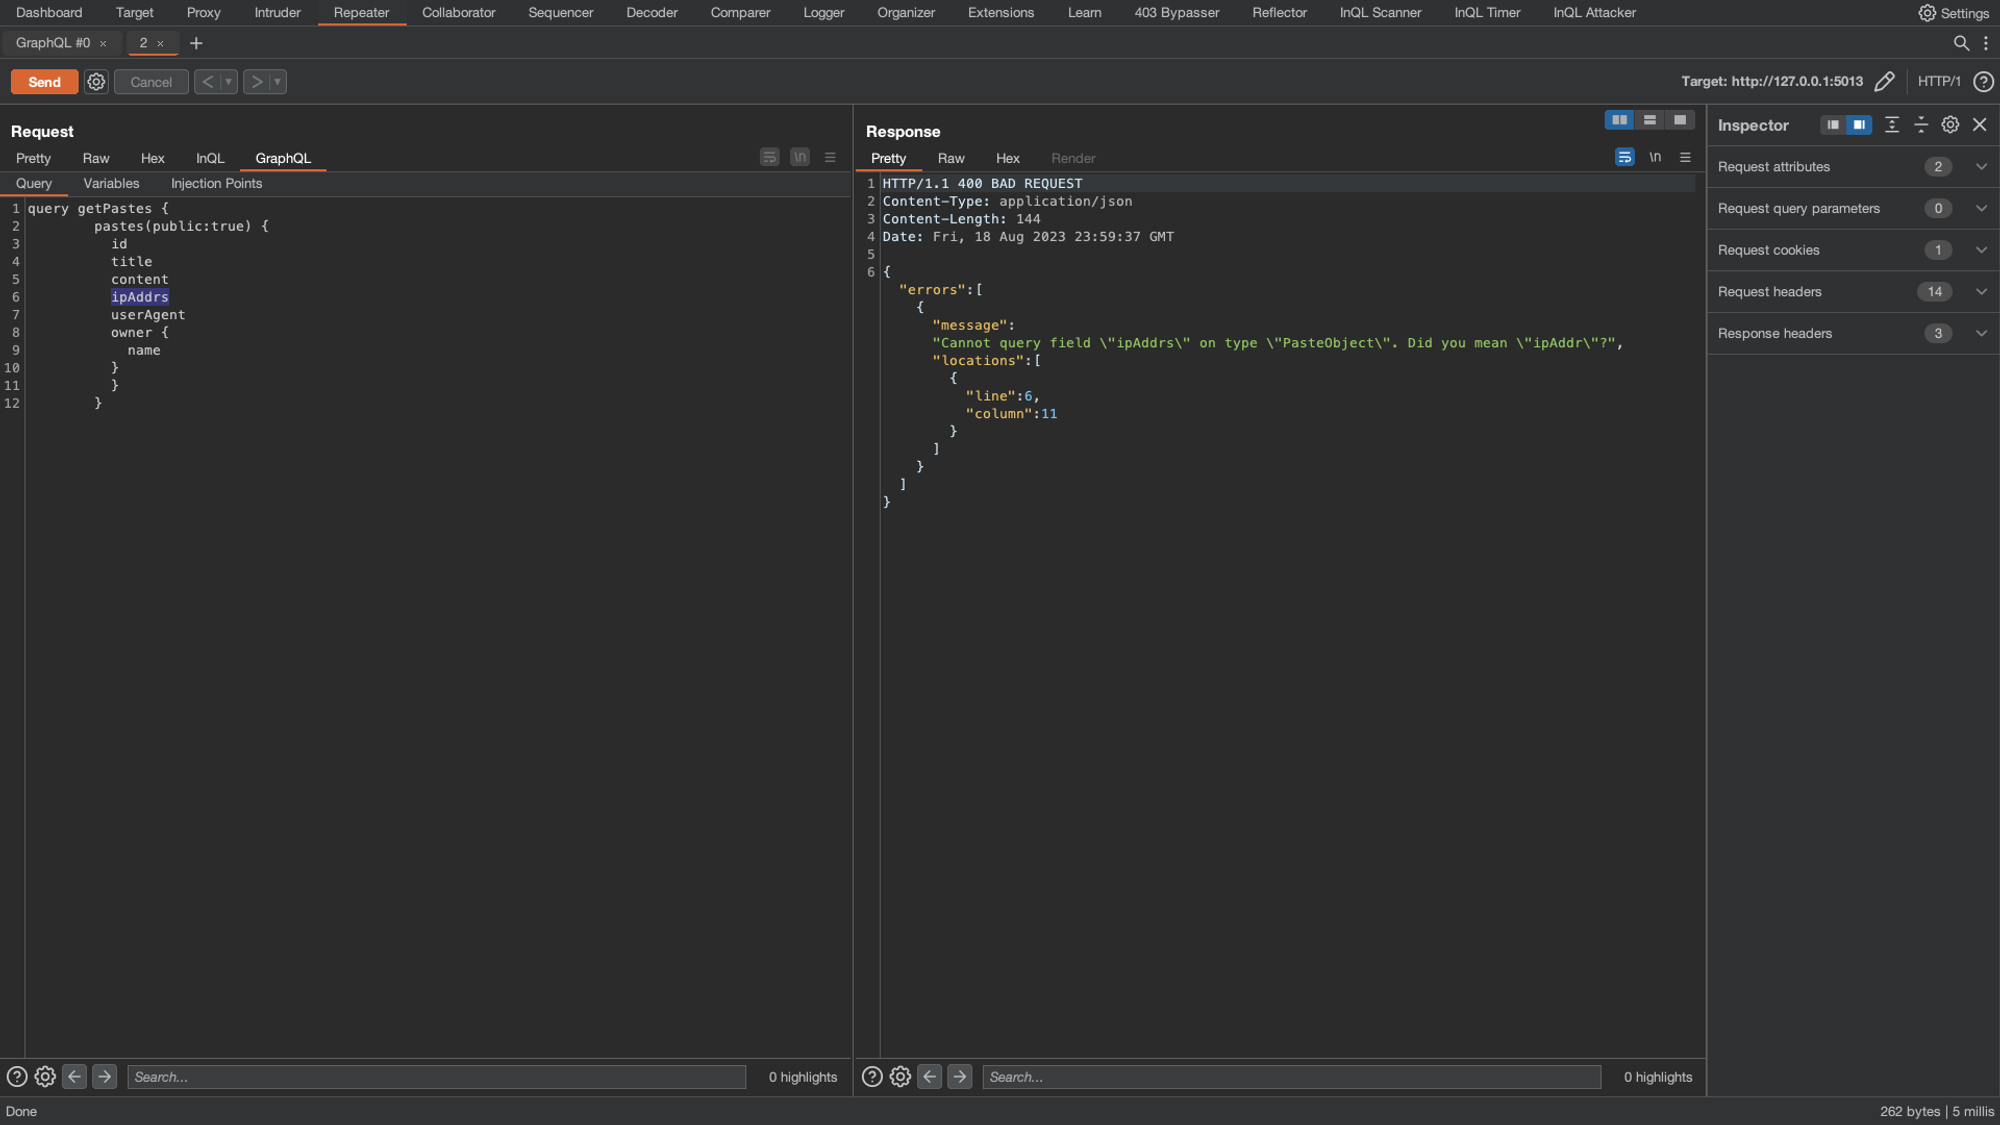 Dashboard Target Proxy Intruder Repeater Collaborator Sequencer Decoder Comparer Logger Organizer Extensions Learn 403 Bypasser Reflector InQL Scanner InQL Timer InQL Attacker Settings
GraphQL #0 × 2 × +
Send Cancel < > Target: http://127.0.0.1:5013 HTTP/1 ?
Request
Pretty Raw Hex InQL GraphQL \n
Query Variables Injection Points
1 query getPastes {
2 pastes(public:true) {
3 id
4 title
5 content
6 ipAddrs
7 userAgent
8 owner {
9 name
10 }
11 }
12 }
? Search... 0 highlights
Response
Pretty Raw Hex Render \n
1 HTTP/1.1 400 BAD REQUEST
2 Content-Type: application/json
3 Content-Length: 144
4 Date: Fri, 18 Aug 2023 23:59:37 GMT
5
6 {
"errors":[
{
"message":
"Cannot query field \"ipAddrs\" on type \"PasteObject\". Did you mean \"ipAddr\"?",
"locations":[
{
"line":6,
"column":11
}
]
}
]
}
? Search... 0 highlights
Inspector
Request attributes 2
Request query parameters 0
Request cookies 1
Request headers 14
Response headers 3
Done 262 bytes | 5 millis